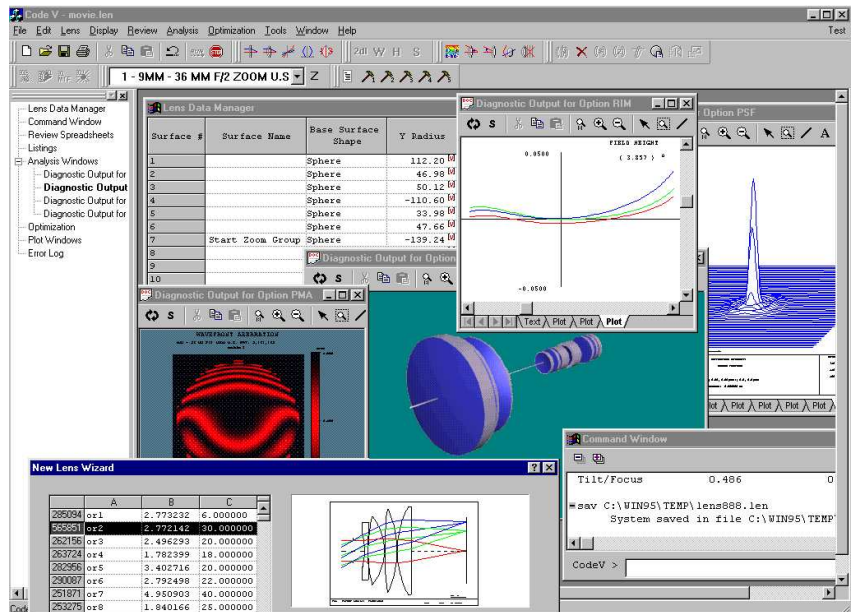 Code V - movie.len
File Edit Lens Display Review Analysis Optimization Tools Window Help Test
1 - 9MM - 36 MM F/2 ZOOM U.S Z
Lens Data Manager
Command Window
Review Spreadsheets
Listings
Analysis Windows
Diagnostic Output for
Diagnostic Output
Diagnostic Output for
Diagnostic Output for
Optimization
Plot Windows
Error Log
Lens Data Manager
Surface # Surface Name Base Surface Shape Y Radius
1 Sphere 112.20
2 Sphere 46.98
3 Sphere 50.12
4 Sphere -110.60
5 Sphere 33.98
6 Sphere 47.66
7 Start Zoom Group Sphere -139.24
8
9
10
Diagnostic Output for Option RIM
S
FIELD HEIGHT
0.0500
( 3.857 ) °
-0.0500
Text Plot Plot Plot
Option PSF
A
Plot Plot Plot Plot
Diagnostic Output for Option
S
Diagnostic Output for Option PMA
S
WAVEFRONT ABERRATION
Command Window
Tilt/Focus 0.486 0
sav C:\WIN95\TEMP\lens888.len
System saved in file C:\WIN95\TEMP
CodeV >
New Lens Wizard
A B C
285094 or1 2.773232 6.000000
565851 or2 2.772142 30.000000
262156 or3 2.496293 20.000000
263724 or4 1.782399 18.000000
282956 or5 3.402716 20.000000
290087 or6 2.792498 22.000000
251871 or7 4.950903 40.000000
253275 or8 1.840166 25.000000